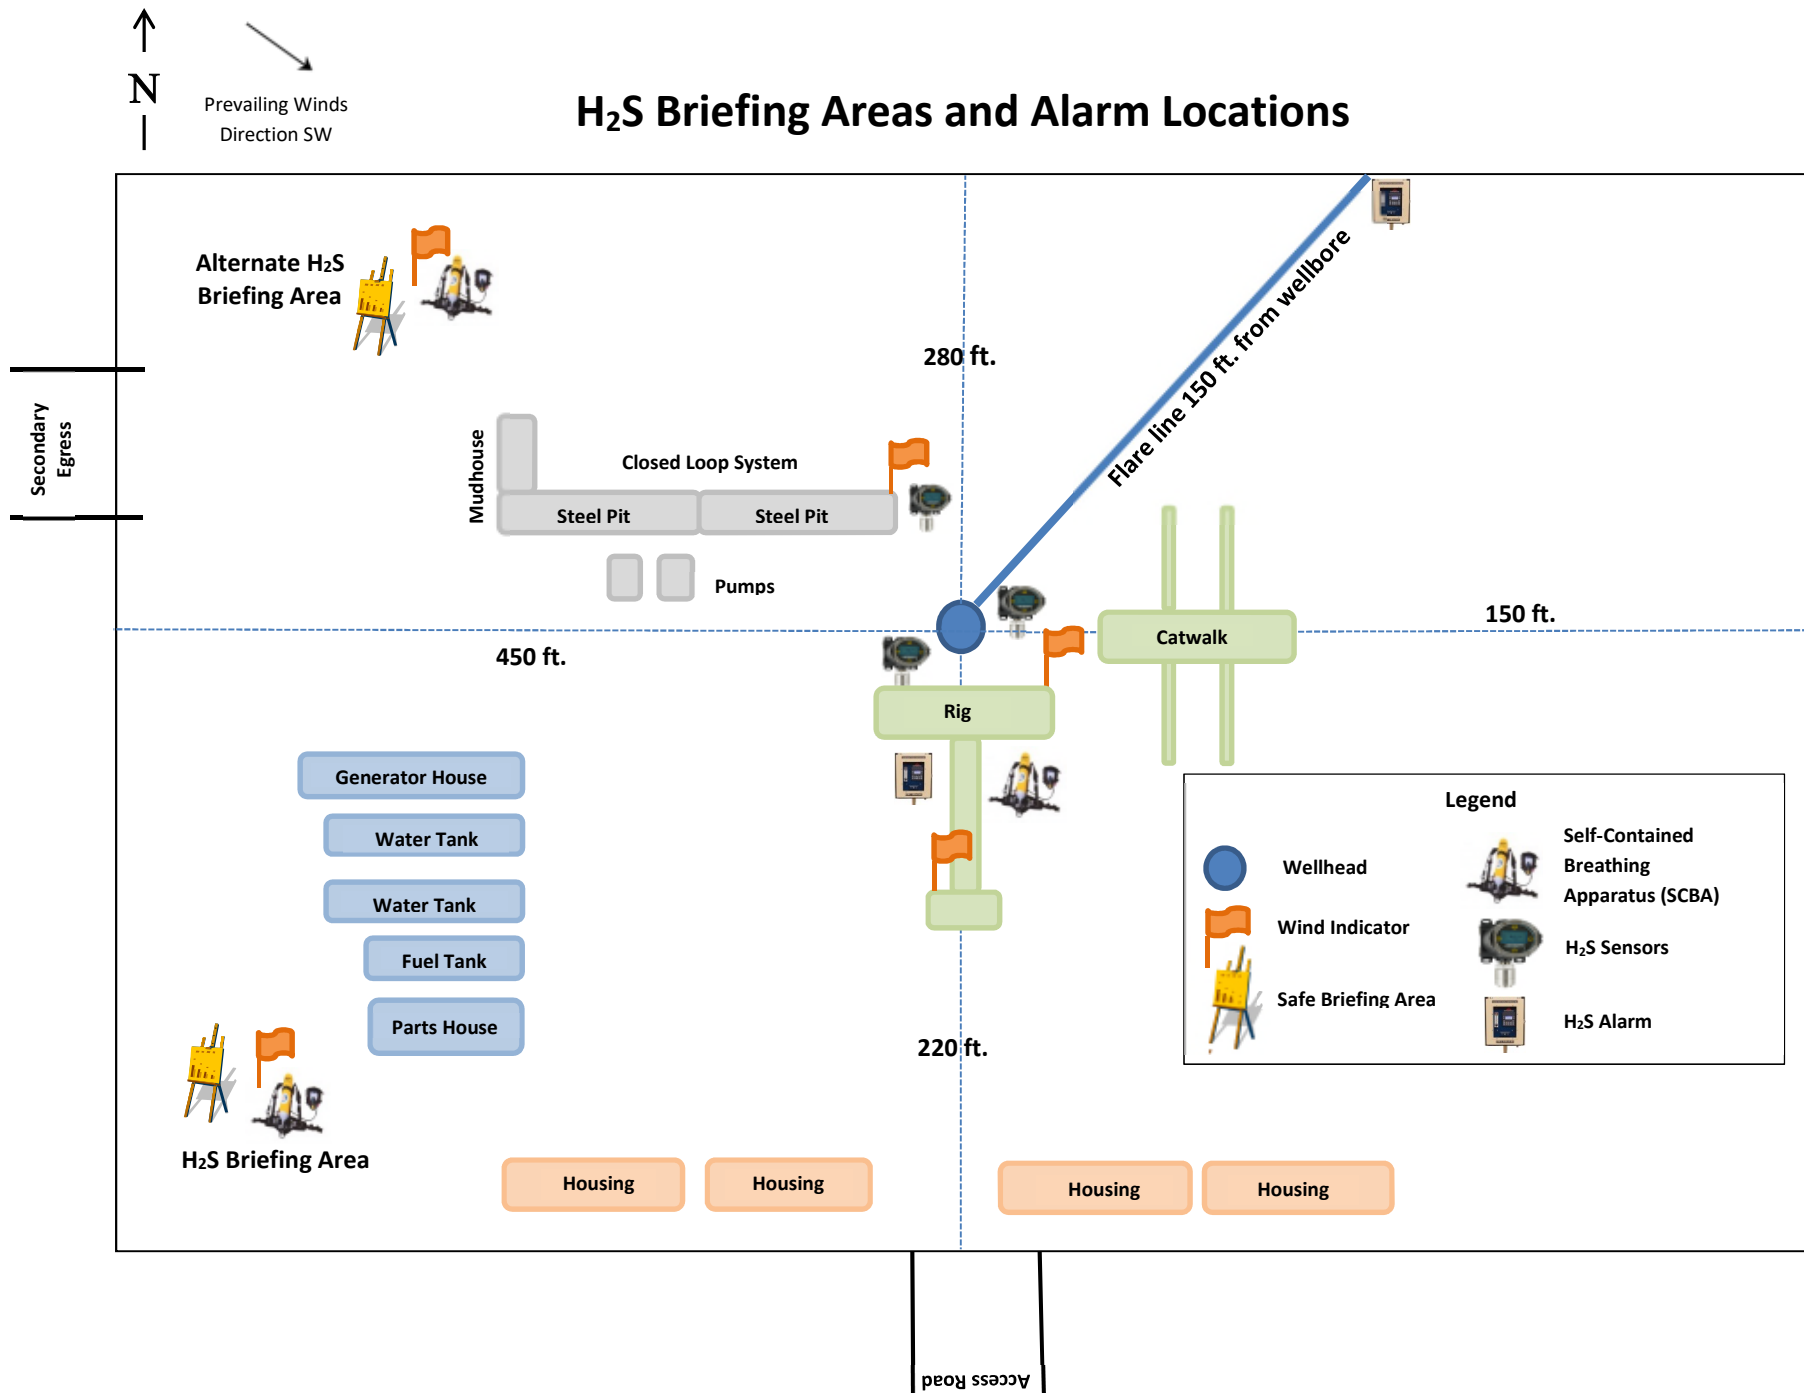 N
Prevailing Winds
Direction SW
H₂S Briefing Areas and Alarm Locations
Alternate H₂S
Briefing Area
280 ft.
Flare line 150 ft. from wellbore
Secondary
Egress
Mudhouse
Closed Loop System
Steel Pit
Steel Pit
Pumps
150 ft.
Catwalk
450 ft.
Rig
Generator House
Water Tank
Water Tank
Fuel Tank
Parts House
Legend
Wellhead
Self-Contained
Breathing
Apparatus (SCBA)
Wind Indicator
H₂S Sensors
Safe Briefing Area
H₂S Alarm
220 ft.
H₂S Briefing Area
Housing
Housing
Housing
Housing
Access Road